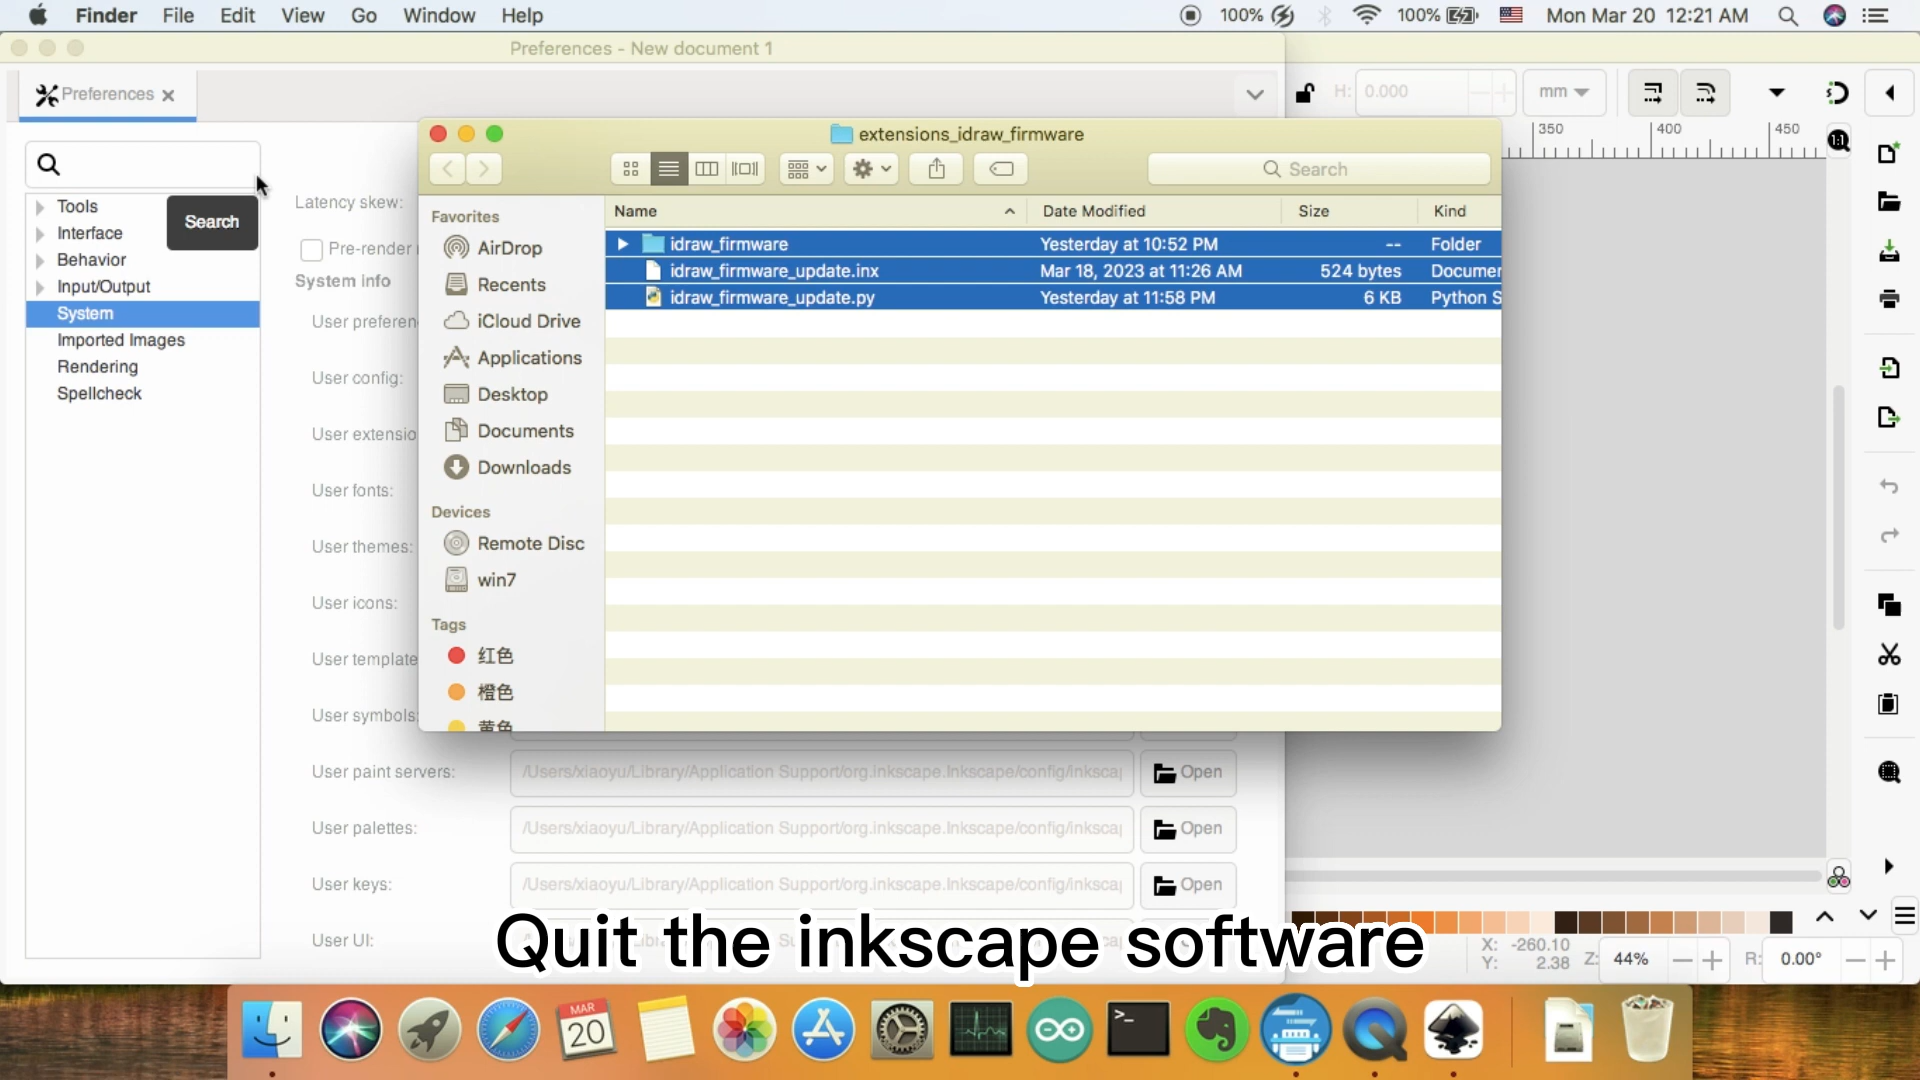 Finder File Edit View Go Window Help 100% 100% Mon Mar 20 12:21 AM
Preferences - New document 1
Preferences
H: 0.000 mm
350 400 450
1:1
extensions_idraw_firmware
Search
Tools
Interface
Behavior
Input/Output
System
Imported Images
Rendering
Spellcheck
Search
Latency skew:
Pre-render
System info
User preferen
User config:
User extensio
User fonts:
User themes:
User icons:
User template
User symbols:
User paint servers: /Users/xiaoyu/Library/Application Support/org.inkscape.Inkscape/config/inkscap Open
User palettes: /Users/xiaoyu/Library/Application Support/org.inkscape.Inkscape/config/inkscap Open
User keys: /Users/xiaoyu/Library/Application Support/org.inkscape.Inkscape/config/inkscap Open
User UI:
Favorites
AirDrop
Recents
iCloud Drive
Applications
Desktop
Documents
Downloads
Devices
Remote Disc
win7
Tags
红色
橙色
黄色
Name Date Modified Size Kind
idraw_firmware Yesterday at 10:52 PM -- Folder
idraw_firmware_update.inx Mar 18, 2023 at 11:26 AM 524 bytes Documen
idraw_firmware_update.py Yesterday at 11:58 PM 6 KB Python S
Quit the inkscape software
X: -260.10
Y: 2.38
Z: 44% R: 0.00°
MAR
20